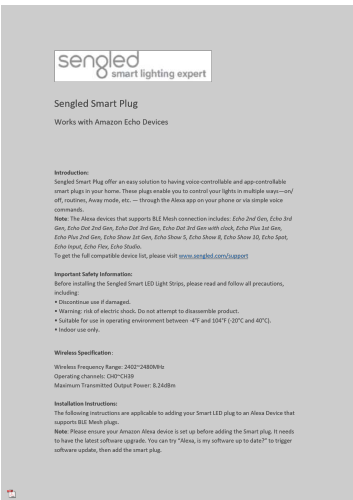 sengled
smart lighting expert
Sengled Smart Plug
Works with Amazon Echo Devices
Introduction:
Sengled Smart Plug offer an easy solution to having voice-controllable and app-controllable
smart plugs in your home. These plugs enable you to control your lights in multiple ways—on/
off, routines, Away mode, etc. — through the Alexa app on your phone or via simple voice
commands.
Note: The Alexa devices that supports BLE Mesh connection includes: Echo 2nd Gen, Echo 3rd
Gen, Echo Dot 2nd Gen, Echo Dot 3rd Gen, Echo Dot 3rd Gen with clock, Echo Plus 1st Gen,
Echo Plus 2nd Gen, Echo Show 1st Gen, Echo Show 5, Echo Show 8, Echo Show 10, Echo Spot,
Echo Input, Echo Flex, Echo Studio.
To get the full compatible device list, please visit www.sengled.com/support
Important Safety Information:
Before installing the Sengled Smart LED Light Strips, please read and follow all precautions,
including:
• Discontinue use if damaged.
• Warning: risk of electric shock. Do not attempt to disassemble product.
• Suitable for use in operating environment between -4°F and 104°F (-20°C and 40°C).
• Indoor use only.
Wireless Specification:
Wireless Frequency Range: 2402~2480MHz
Operating channels: CH0~CH39
Maximum Transmitted Output Power: 8.24dBm
Installation Instructions:
The following instructions are applicable to adding your Smart LED plug to an Alexa Device that
supports BLE Mesh plugs.
Note: Please ensure your Amazon Alexa device is set up before adding the Smart plug. It needs
to have the latest software upgrade. You can try "Alexa, is my software up to date?" to trigger
software update, then add the smart plug.